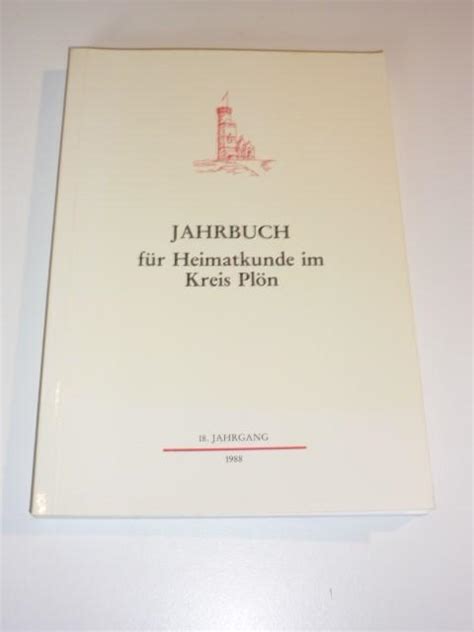 JAHRBUCH
für Heimatkunde im
Kreis Plön
18. JAHRGANG
1988